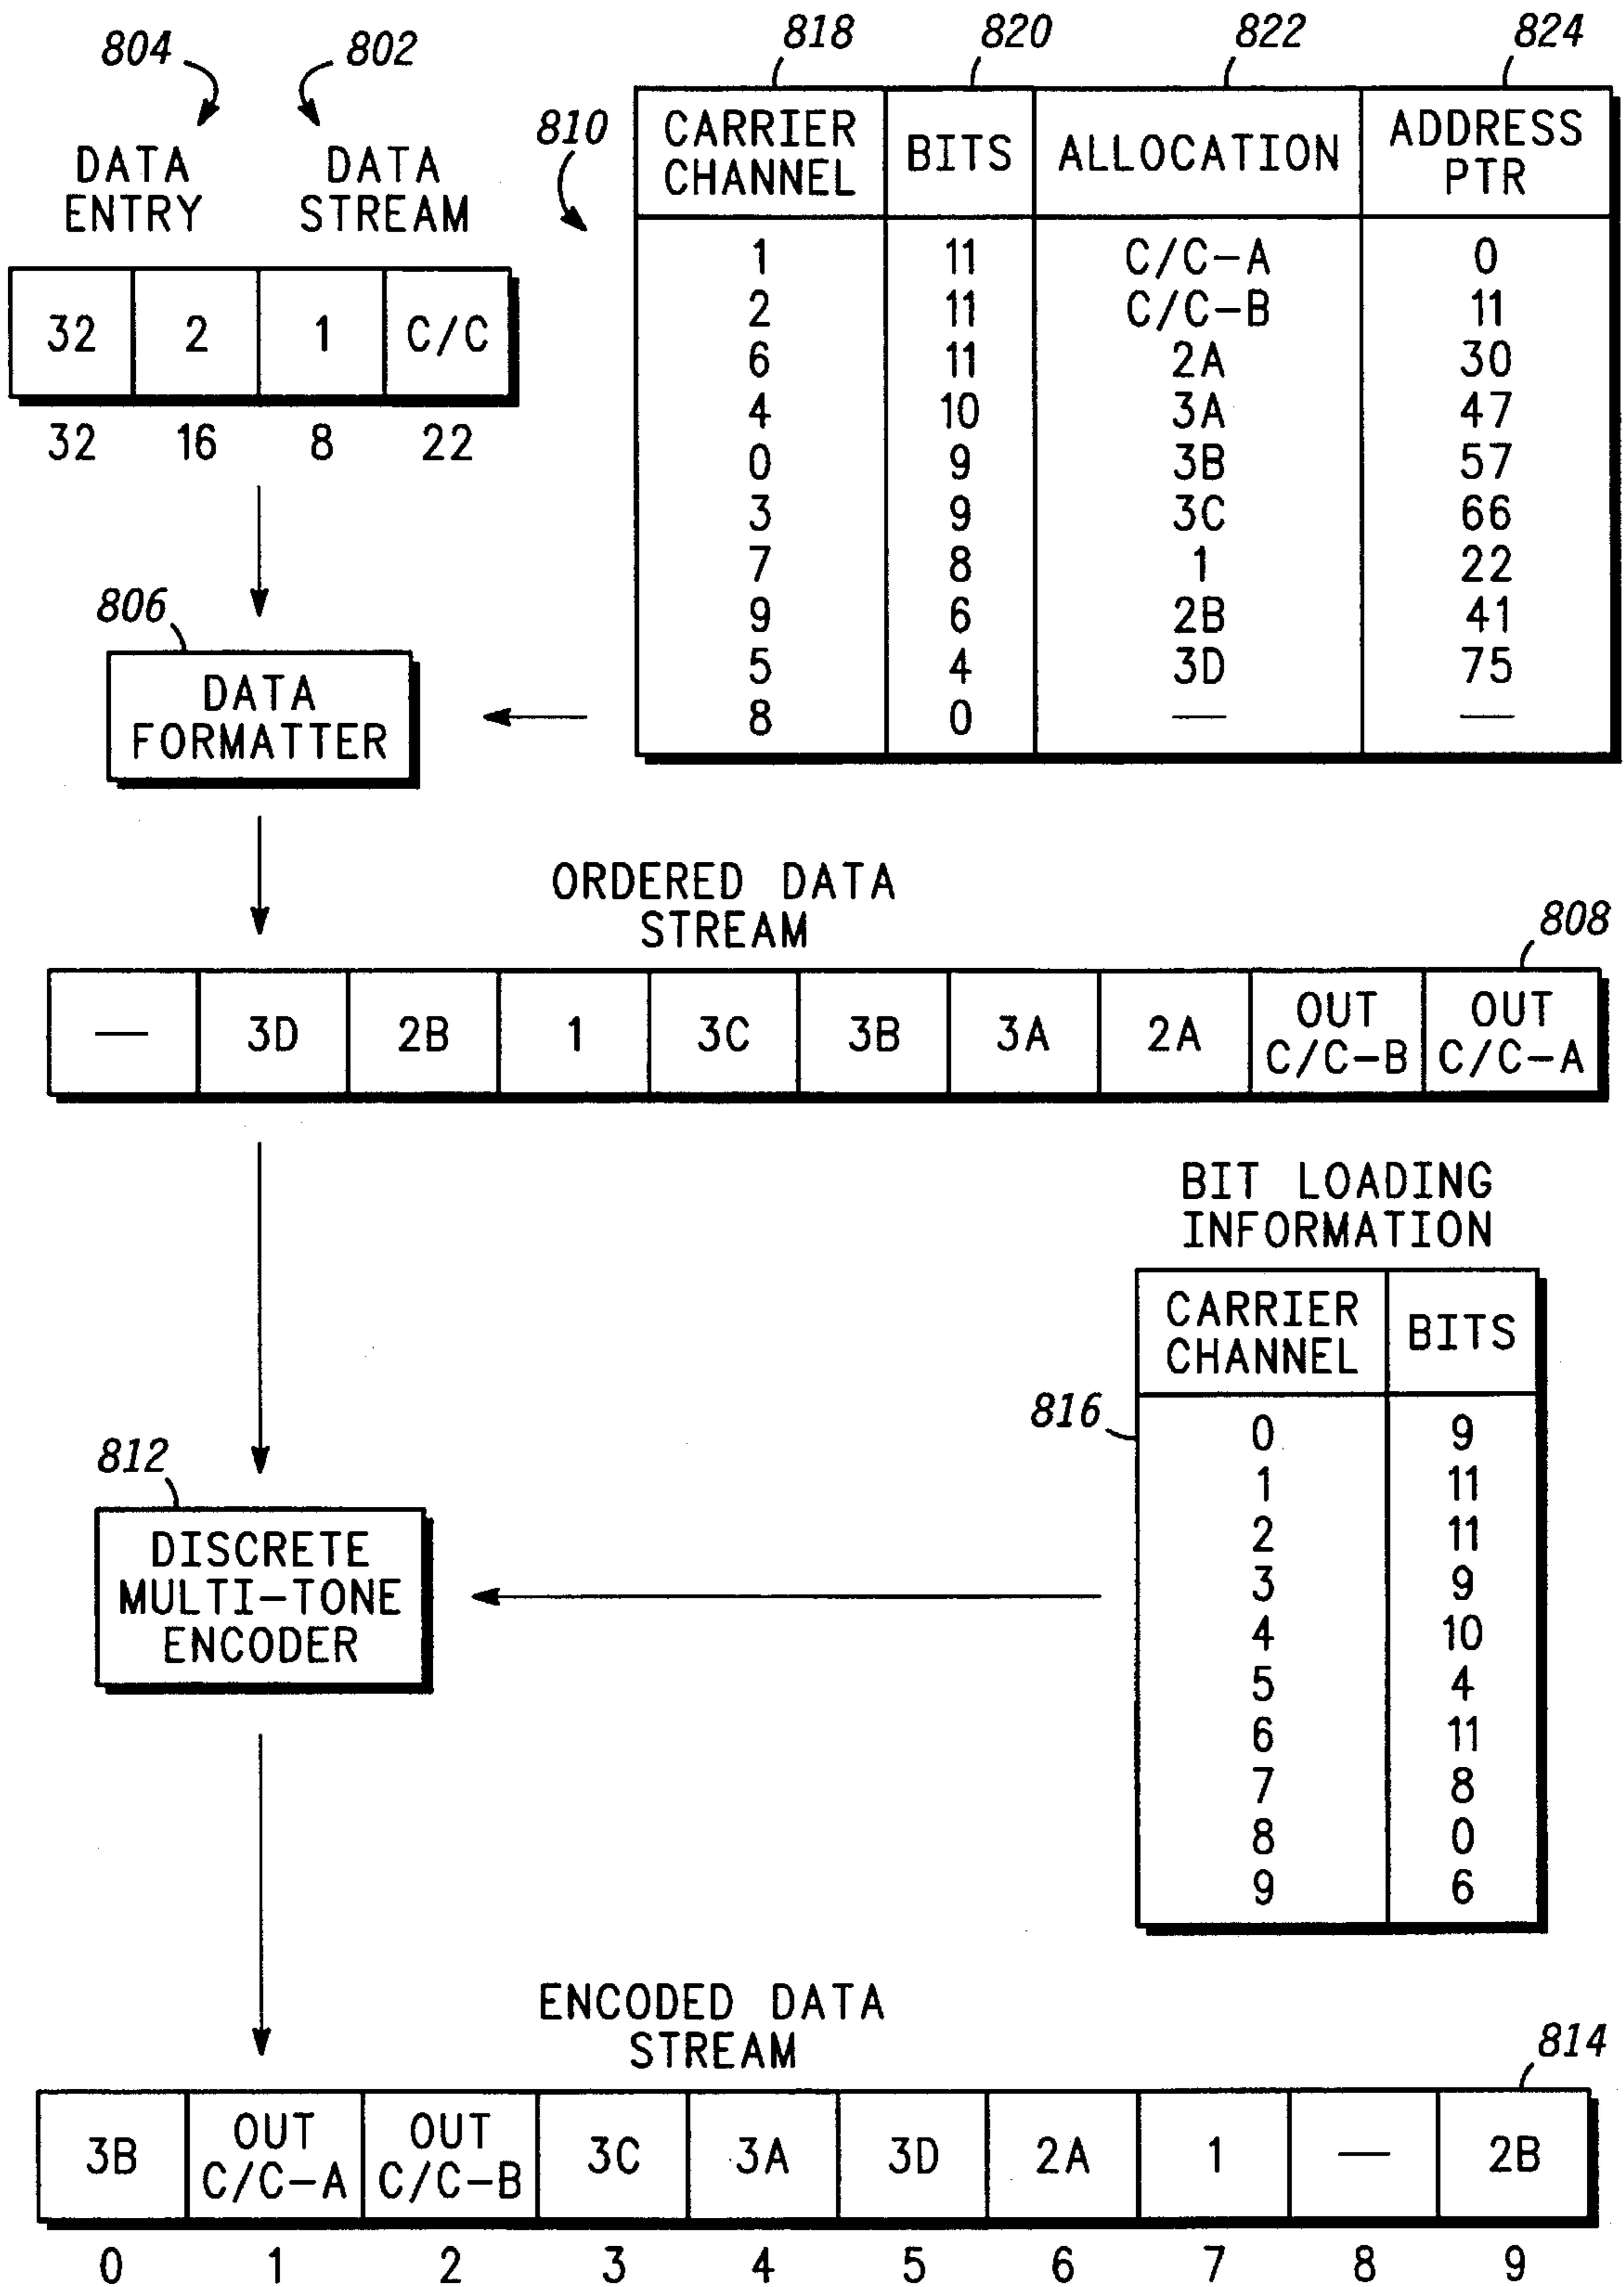 804
802
DATA ENTRY
DATA STREAM
32 2 1 C/C
32 16 8 22
810
818 820 822 824
CARRIER CHANNEL BITS ALLOCATION ADDRESS PTR
1 11 C/C-A 0
2 11 C/C-B 11
6 11 2A 30
4 10 3A 47
0 9 3B 57
3 9 3C 66
7 8 1 22
9 6 2B 41
5 4 3D 75
8 0 — —
806
DATA
FORMATTER
ORDERED DATA
STREAM
808
— 3D 2B 1 3C 3B 3A 2A OUT C/C-B OUT C/C-A
BIT LOADING
INFORMATION
816
CARRIER CHANNEL BITS
0 9
1 11
2 11
3 9
4 10
5 4
6 11
7 8
8 0
9 6
812
DISCRETE
MULTI-TONE
ENCODER
ENCODED DATA
STREAM
814
3B OUT C/C-A OUT C/C-B 3C 3A 3D 2A 1 — 2B
0 1 2 3 4 5 6 7 8 9